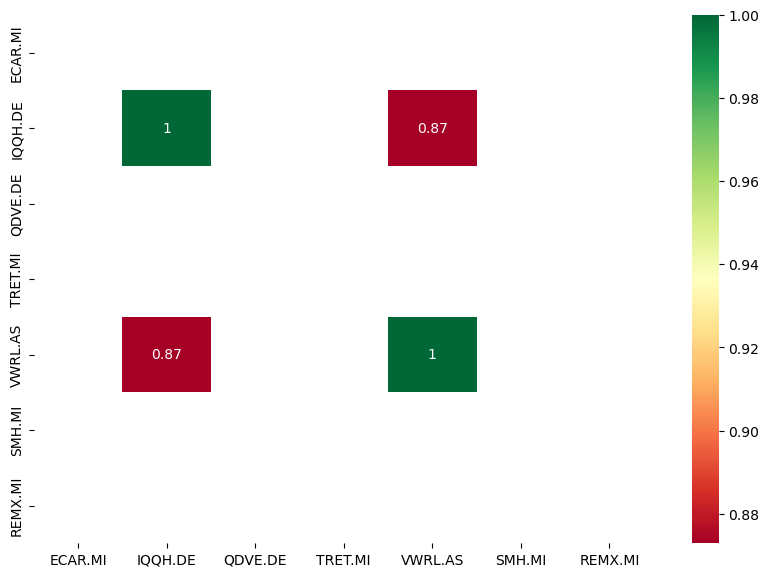 ECAR.MI
IQQH.DE
QDVE.DE
TRET.MI
VWRL.AS
SMH.MI
REMX.MI
1
0.87
0.87
1
ECAR.MI
IQQH.DE
QDVE.DE
TRET.MI
VWRL.AS
SMH.MI
REMX.MI
1.00
0.98
0.96
0.94
0.92
0.90
0.88